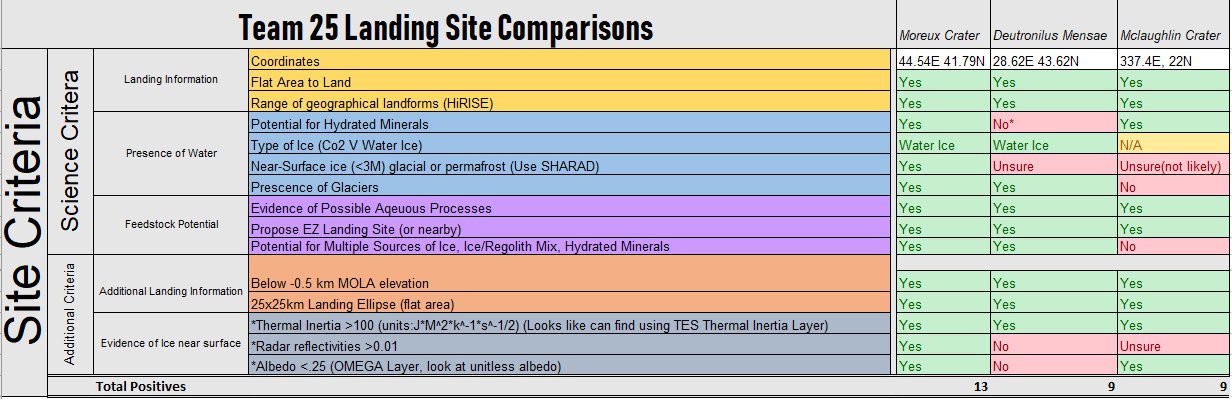 Team 25 Landing Site Comparisons
Moreux Crater Deutronilus Mensae Mclaughlin Crater
Site Criteria
Science Critera
Landing Information
Coordinates 44.54E 41.79N 28.62E 43.62N 337.4E, 22N
Flat Area to Land Yes Yes Yes
Range of geographical landforms (HiRISE) Yes Yes Yes
Presence of Water
Potential for Hydrated Minerals Yes No* Yes
Type of Ice (Co2 V Water Ice) Water Ice Water Ice N/A
Near-Surface ice (<3M) glacial or permafrost (Use SHARAD) Yes Unsure Unsure(not likely)
Prescence of Glaciers Yes Yes No
Feedstock Potential
Evidence of Possible Aqeuous Processes Yes Yes Yes
Propose EZ Landing Site (or nearby) Yes Yes Yes
Potential for Multiple Sources of Ice, Ice/Regolith Mix, Hydrated Minerals Yes Yes No
Additional Criteria
Additional Landing Information
Below -0.5 km MOLA elevation Yes Yes Yes
25x25km Landing Ellipse (flat area) Yes Yes Yes
Evidence of Ice near surface
*Thermal Inertia >100 (units:J*M^2*k^-1*s^-1/2) (Looks like can find using TES Thermal Inertia Layer) Yes Yes Yes
*Radar reflectivities >0.01 Yes No Unsure
*Albedo <.25 (OMEGA Layer, look at unitless albedo) Yes No Yes
Total Positives 13 9 9